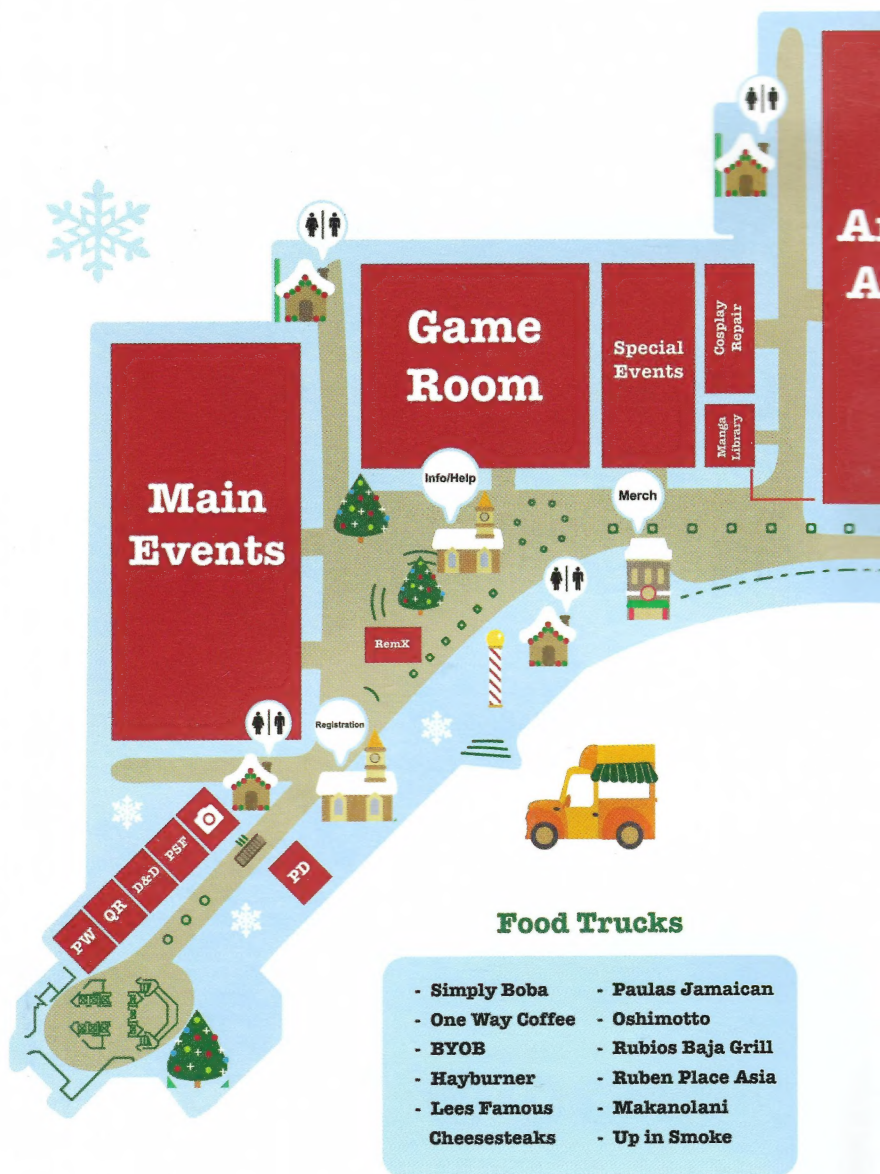 Ar
A
Game
Room
Special
Events
Cosplay
Repair
Manga
Library
Info/Help
Merch
Main
Events
RemX
Registration
PSF
D&D
QR
PW
PD
Food Trucks
- Simply Boba
- One Way Coffee
- BYOB
- Hayburner
- Lees Famous
Cheesesteaks
- Paulas Jamaican
- Oshimotto
- Rubios Baja Grill
- Ruben Place Asia
- Makanolani
- Up in Smoke